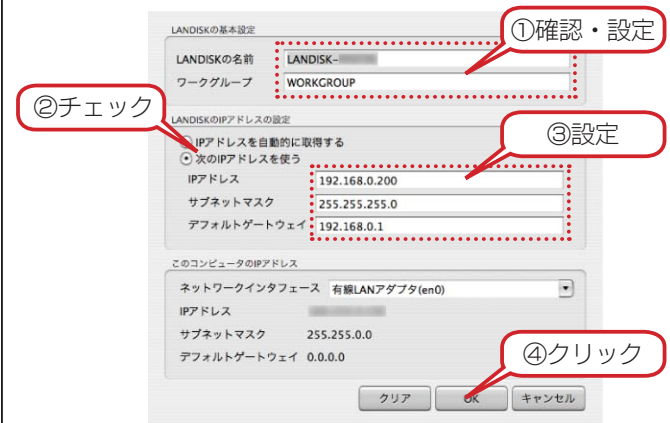 LANDISKの基本設定
①確認・設定
LANDISKの名前 LANDISK-
ワークグループ WORKGROUP
②チェック
LANDISKのIPアドレスの設定
IPアドレスを自動的に取得する
③設定
次のIPアドレスを使う
IPアドレス 192.168.0.200
サブネットマスク 255.255.255.0
デフォルトゲートウェイ 192.168.0.1
このコンピュータのIPアドレス
ネットワークインタフェース 有線LANアダプタ(en0)
IPアドレス
サブネットマスク 255.255.0.0
デフォルトゲートウェイ 0.0.0.0
④クリック
クリア OK キャンセル